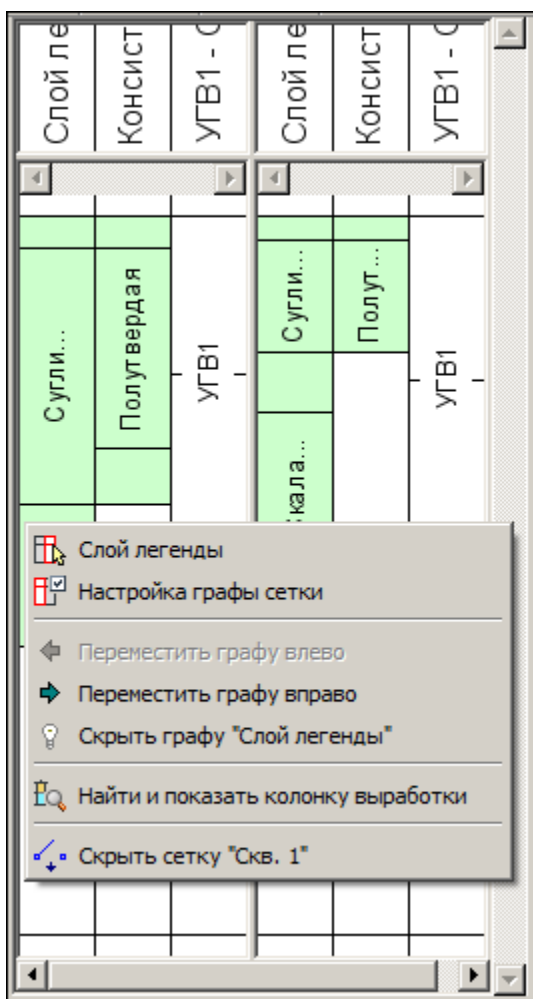 Слой ле
Консист
УГВ1 - С
Слой ле
Консист
УГВ1 - С
Сугли...
Полутвердая
УГВ1
Сугли...
Полут...
УГВ1
кала...
Слой легенды
Настройка графы сетки
Переместить графу влево
Переместить графу вправо
Скрыть графу "Слой легенды"
Найти и показать колонку выработки
Скрыть сетку "Скв. 1"